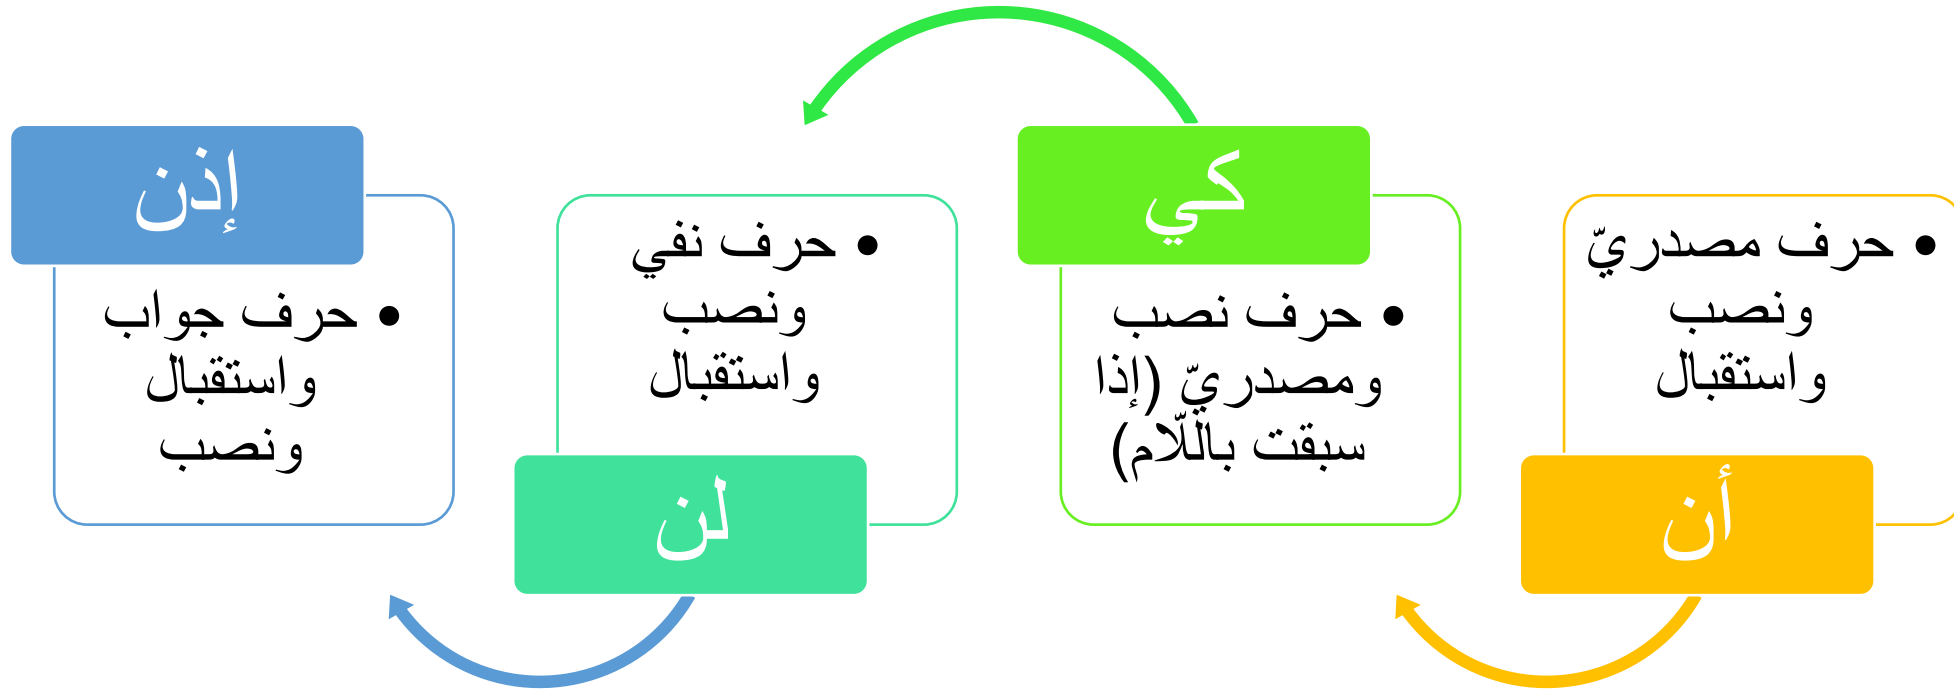 • حرف مصدريّ
ونصب
واستقبال
أن
كي
• حرف نصب
ومصدريّ (إذا
سبقت باللّام)
• حرف نفي
ونصب
واستقبال
لن
إذن
• حرف جواب
واستقبال
ونصب